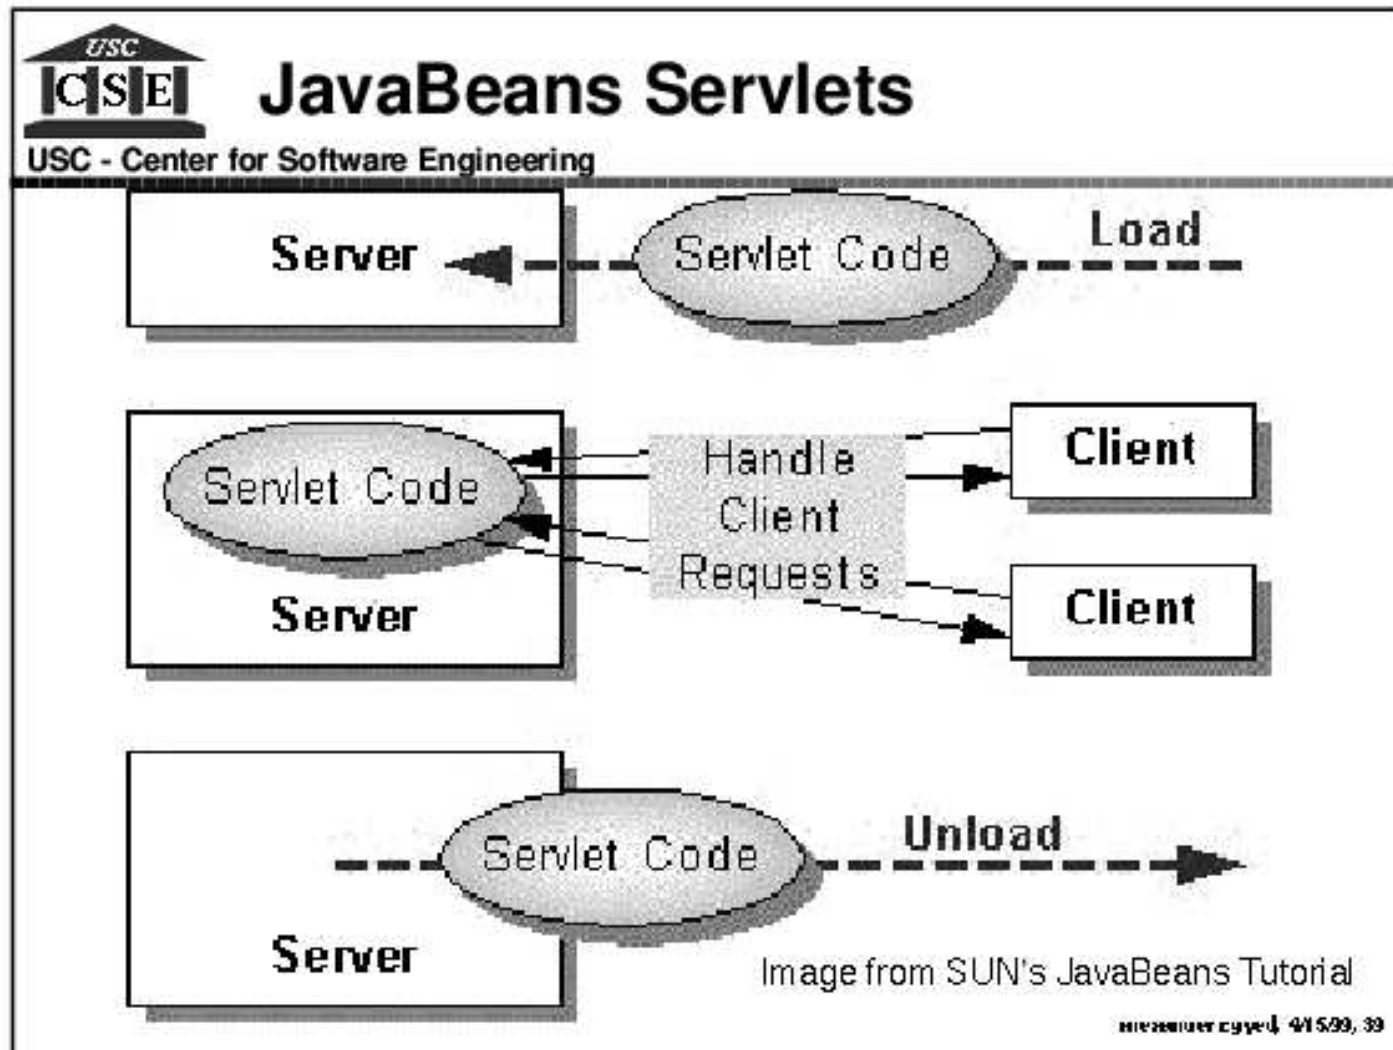 USC
C S E
JavaBeans Servlets
USC - Center for Software Engineering
Server
Servlet Code
Load
Servlet Code
Server
Handle
Client
Requests
Client
Client
Servlet Code
Unload
Server
Image from SUN's JavaBeans Tutorial
4/15/99, 39